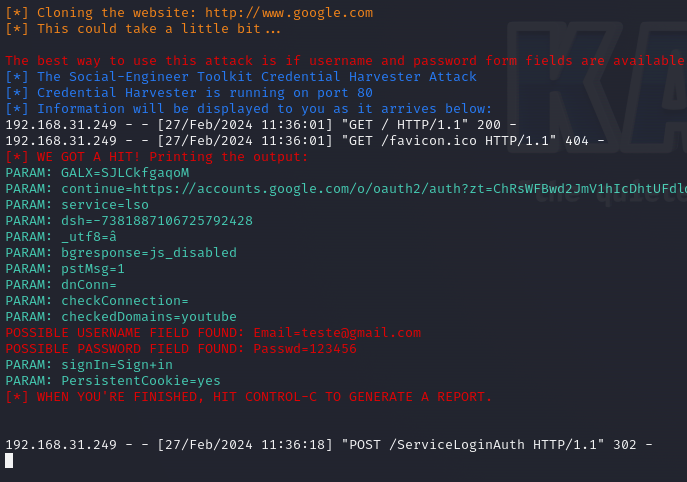 [*] Cloning the website: http://www.google.com
[*] This could take a little bit...
The best way to use this attack is if username and password form fields are available
[*] The Social-Engineer Toolkit Credential Harvester Attack
[*] Credential Harvester is running on port 80
[*] Information will be displayed to you as it arrives below:
192.168.31.249 - - [27/Feb/2024 11:36:01] "GET / HTTP/1.1" 200 -
192.168.31.249 - - [27/Feb/2024 11:36:01] "GET /favicon.ico HTTP/1.1" 404 -
[*] WE GOT A HIT! Printing the output:
PARAM: GALX=SJLCkfgaqoM
PARAM: continue=https://accounts.google.com/o/oauth2/auth?zt=ChRsWFBwd2JmV1hIcDhtUFdld
PARAM: service=lso
PARAM: dsh=-7381887106725792428
PARAM: _utf8=â
PARAM: bgresponse=js_disabled
PARAM: pstMsg=1
PARAM: dnConn=
PARAM: checkConnection=
PARAM: checkedDomains=youtube
POSSIBLE USERNAME FIELD FOUND: Email=teste@gmail.com
POSSIBLE PASSWORD FIELD FOUND: Passwd=123456
PARAM: signIn=Sign+in
PARAM: PersistentCookie=yes
[*] WHEN YOU'RE FINISHED, HIT CONTROL-C TO GENERATE A REPORT.
192.168.31.249 - - [27/Feb/2024 11:36:18] "POST /ServiceLoginAuth HTTP/1.1" 302 -
KA
"the quiete